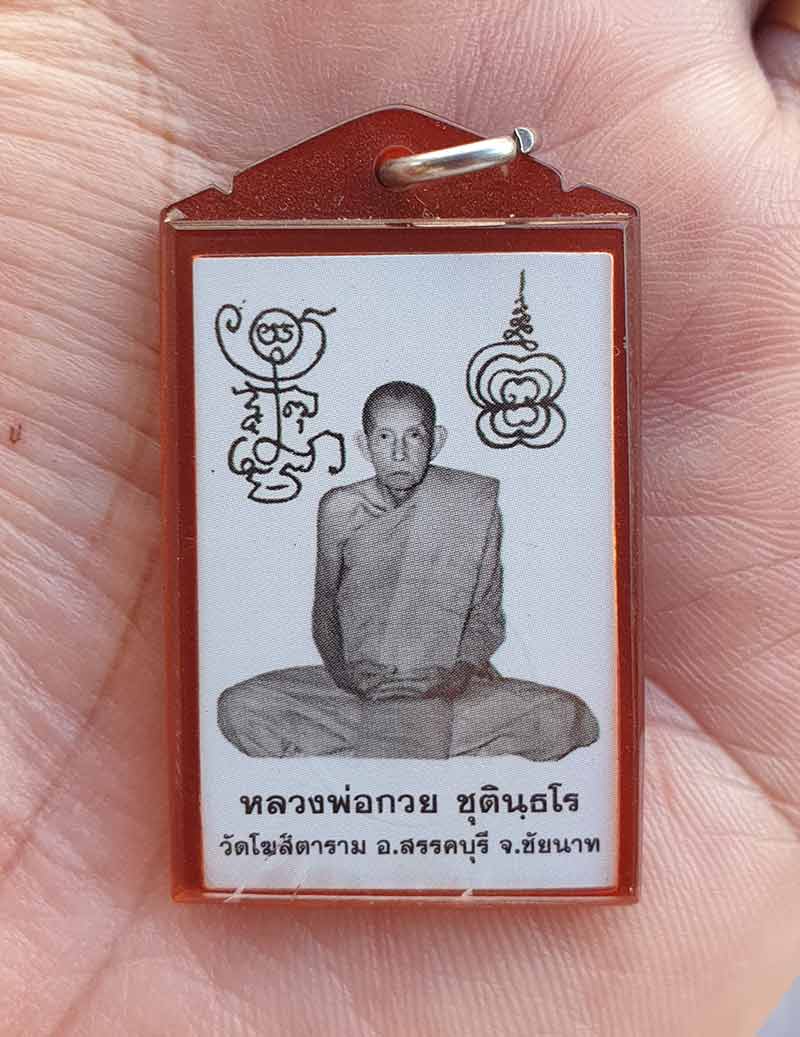 หลวงพ่อกวย ชุตินฺธโร
วัดโฆสิตาราม อ.สรรคบุรี จ.ชัยนาท